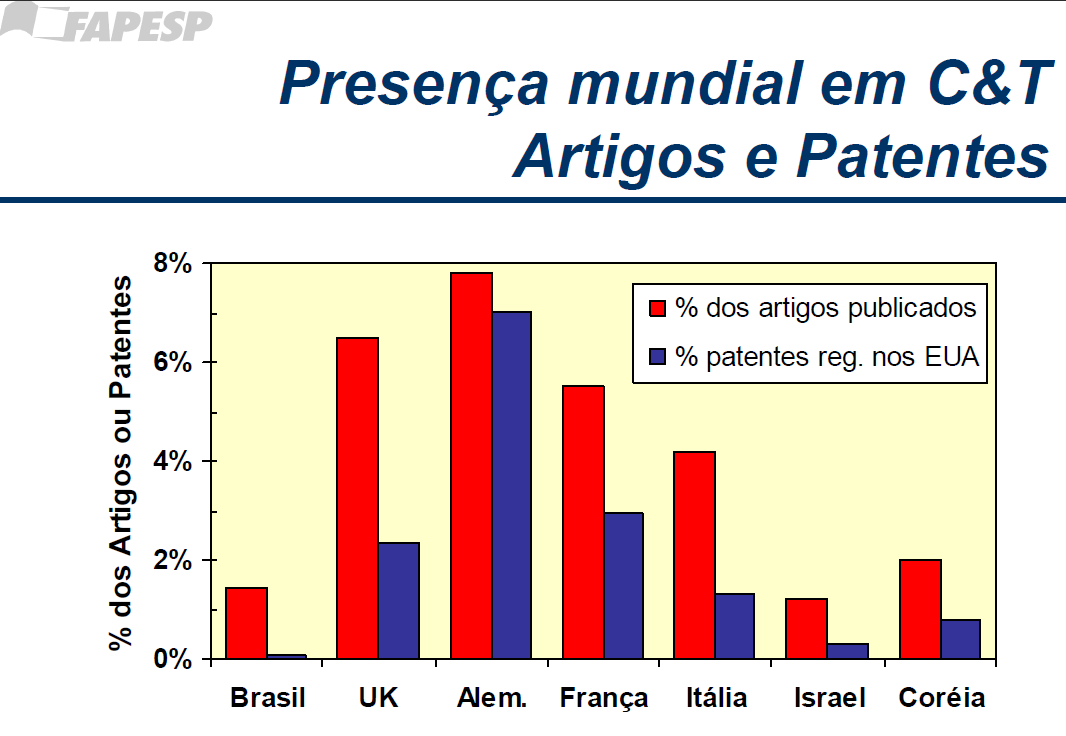 FAPESP
Presença mundial em C&T
Artigos e Patentes
% dos Artigos ou Patentes
8%
6%
4%
2%
0%
% dos artigos publicados
% patentes reg. nos EUA
Brasil UK Alem. França Itália Israel Coréia